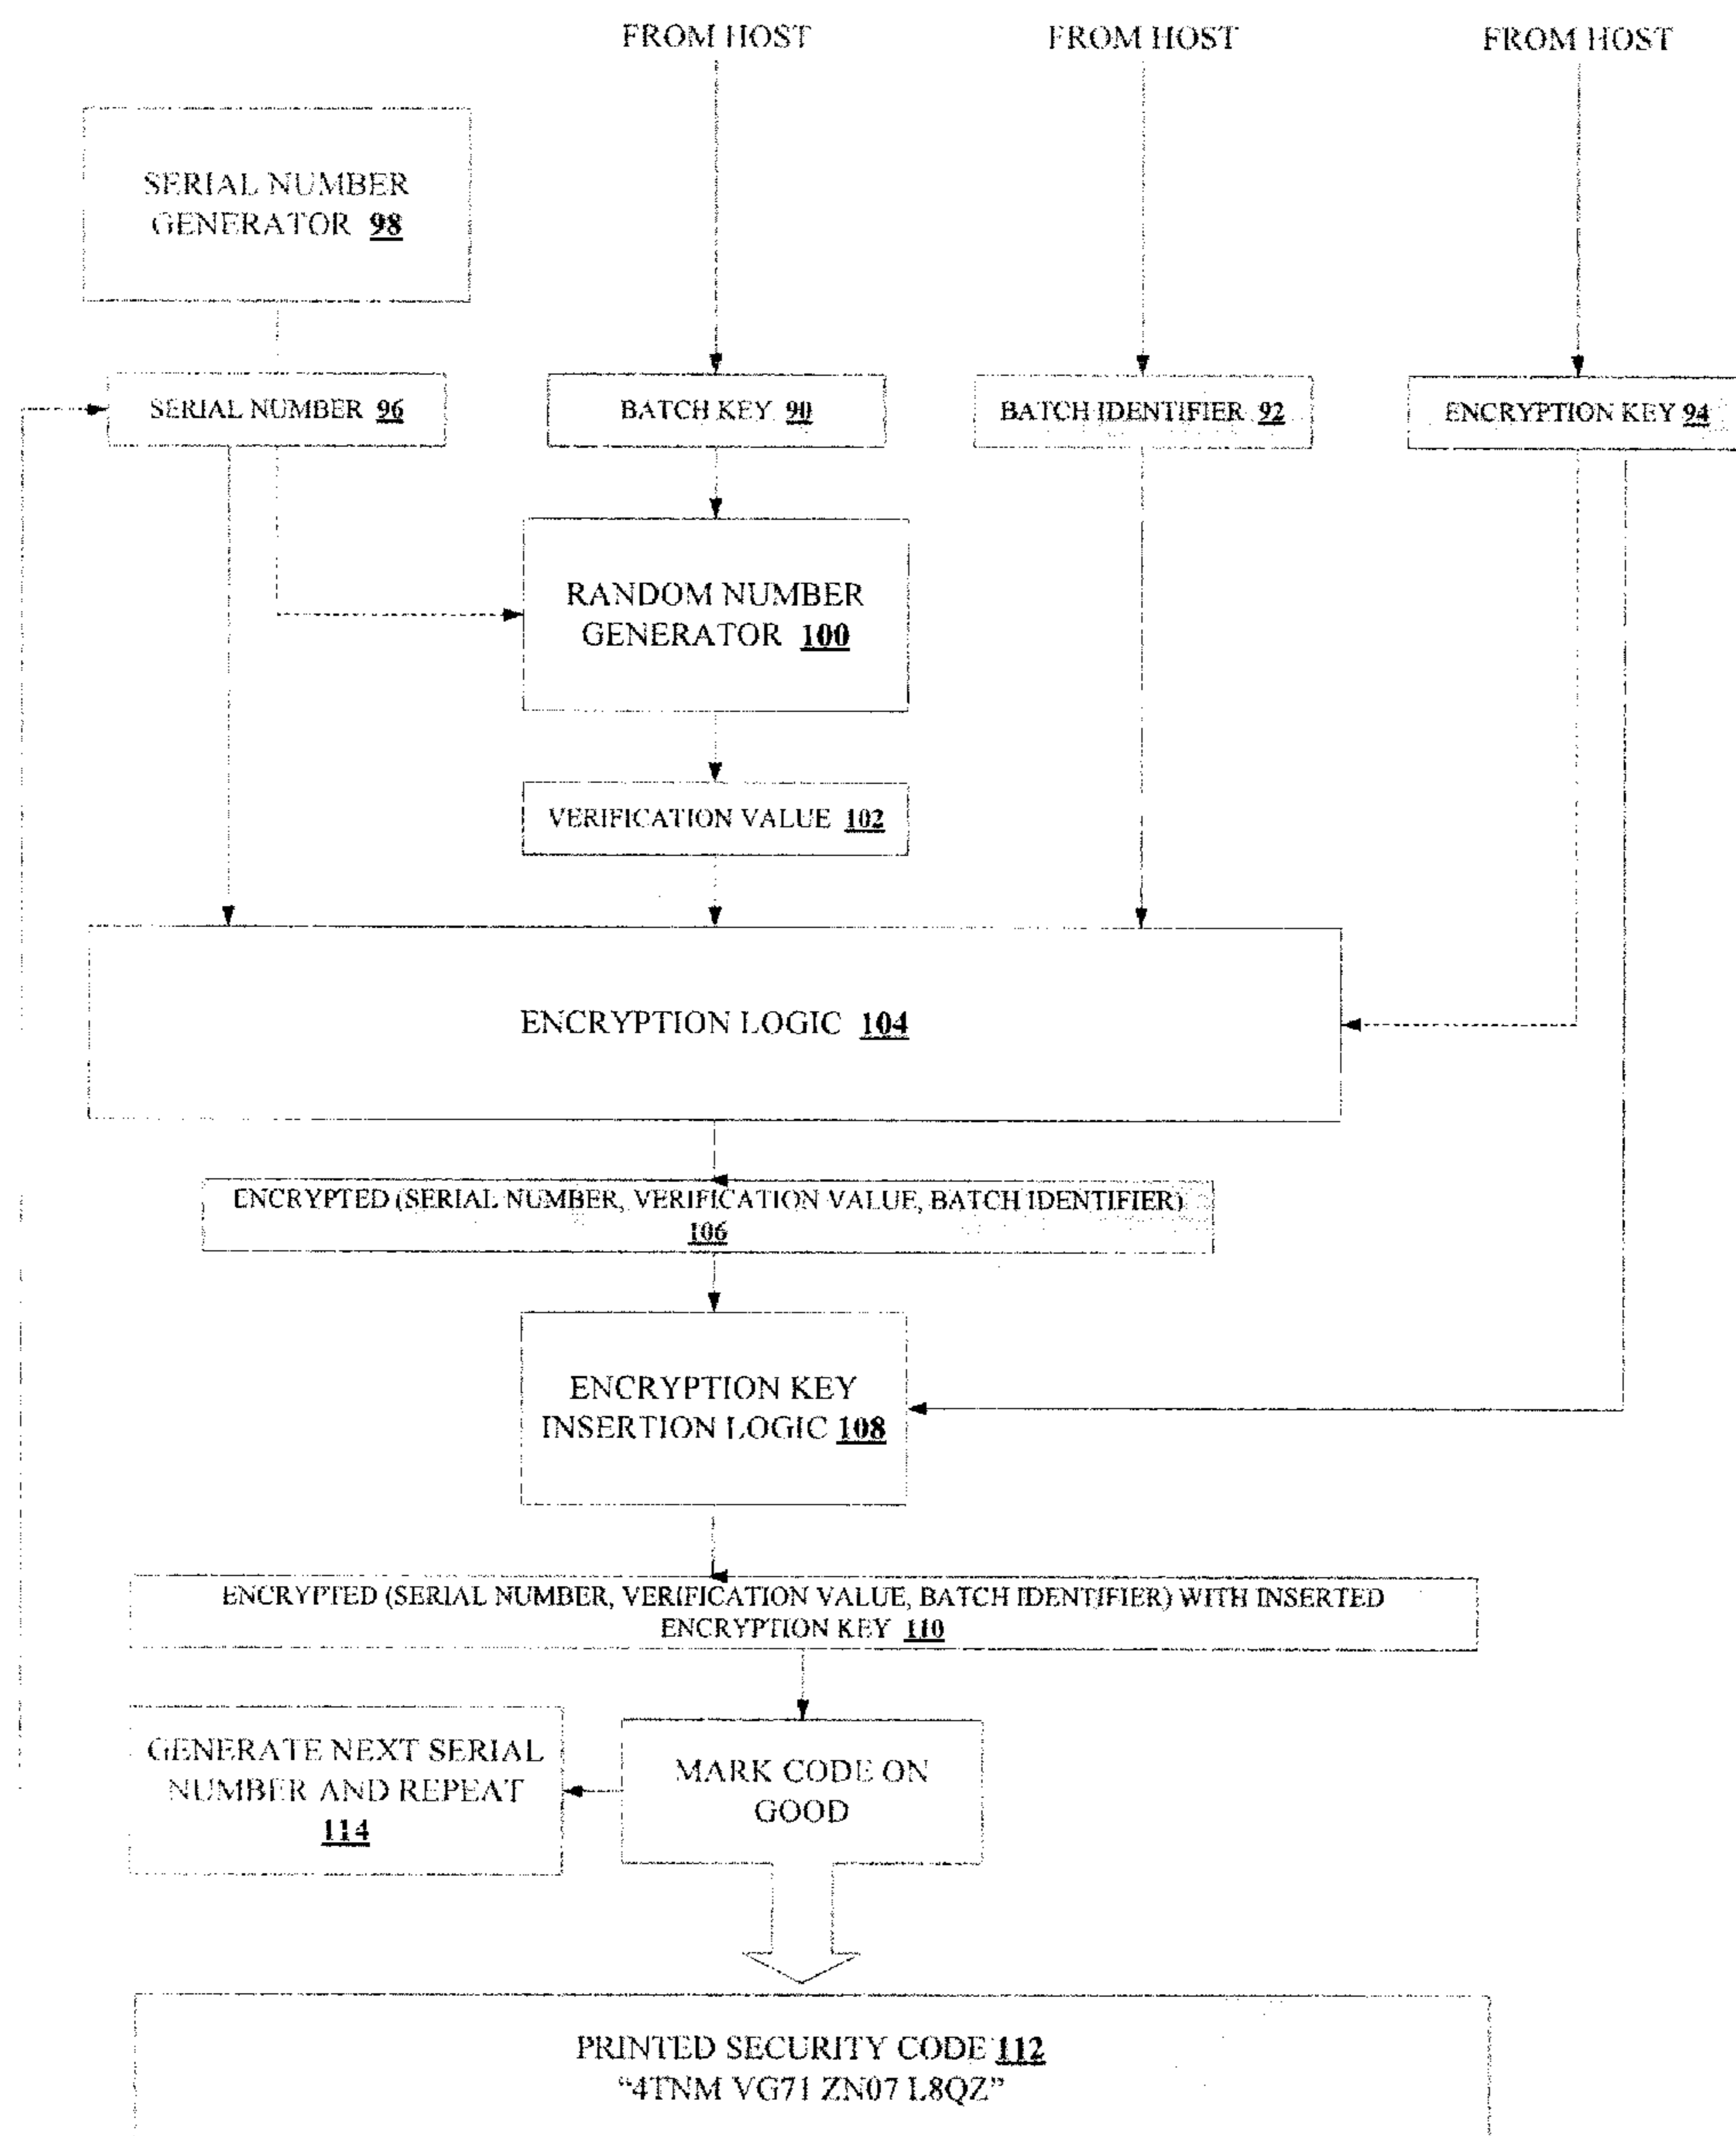 FROM HOST
FROM HOST
FROM HOST
SERIAL NUMBER
GENERATOR 98
SERIAL NUMBER 96
BATCH KEY 90
BATCH IDENTIFIER 92
ENCRYPTION KEY 94
RANDOM NUMBER
GENERATOR 100
VERIFICATION VALUE 102
ENCRYPTION LOGIC 104
ENCRYPTED (SERIAL NUMBER, VERIFICATION VALUE, BATCH IDENTIFIER)
106
ENCRYPTION KEY
INSERTION LOGIC 108
ENCRYPTED (SERIAL NUMBER, VERIFICATION VALUE, BATCH IDENTIFIER) WITH INSERTED
ENCRYPTION KEY 110
GENERATE NEXT SERIAL
NUMBER AND REPEAT
114
MARK CODE ON
GOOD
PRINTED SECURITY CODE 112
“4TNM VG71 ZN07 L8QZ”